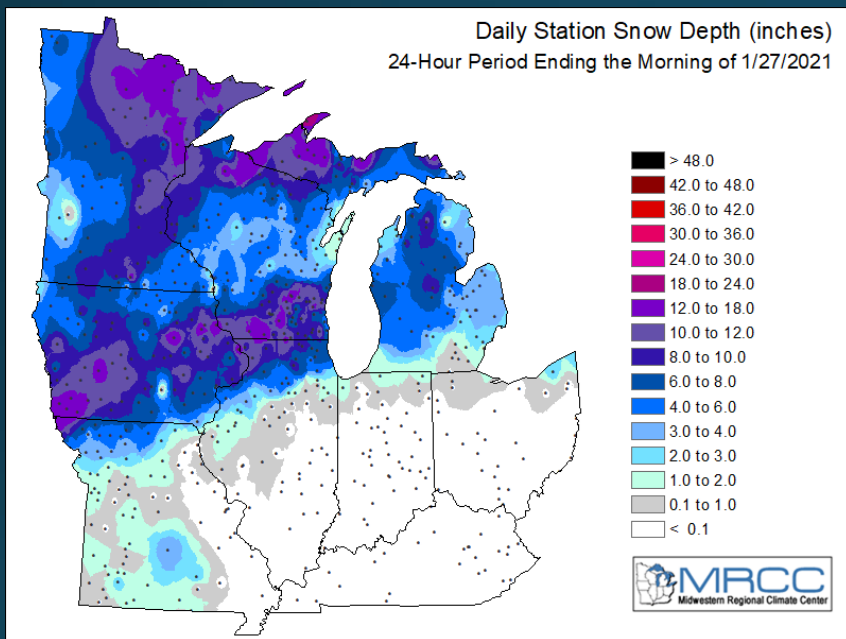 Daily Station Snow Depth (inches)
24-Hour Period Ending the Morning of 1/27/2021
> 48.0
42.0 to 48.0
36.0 to 42.0
30.0 to 36.0
24.0 to 30.0
18.0 to 24.0
12.0 to 18.0
10.0 to 12.0
8.0 to 10.0
6.0 to 8.0
4.0 to 6.0
3.0 to 4.0
2.0 to 3.0
1.0 to 2.0
0.1 to 1.0
< 0.1
MRCC
Midwestern Regional Climate Center